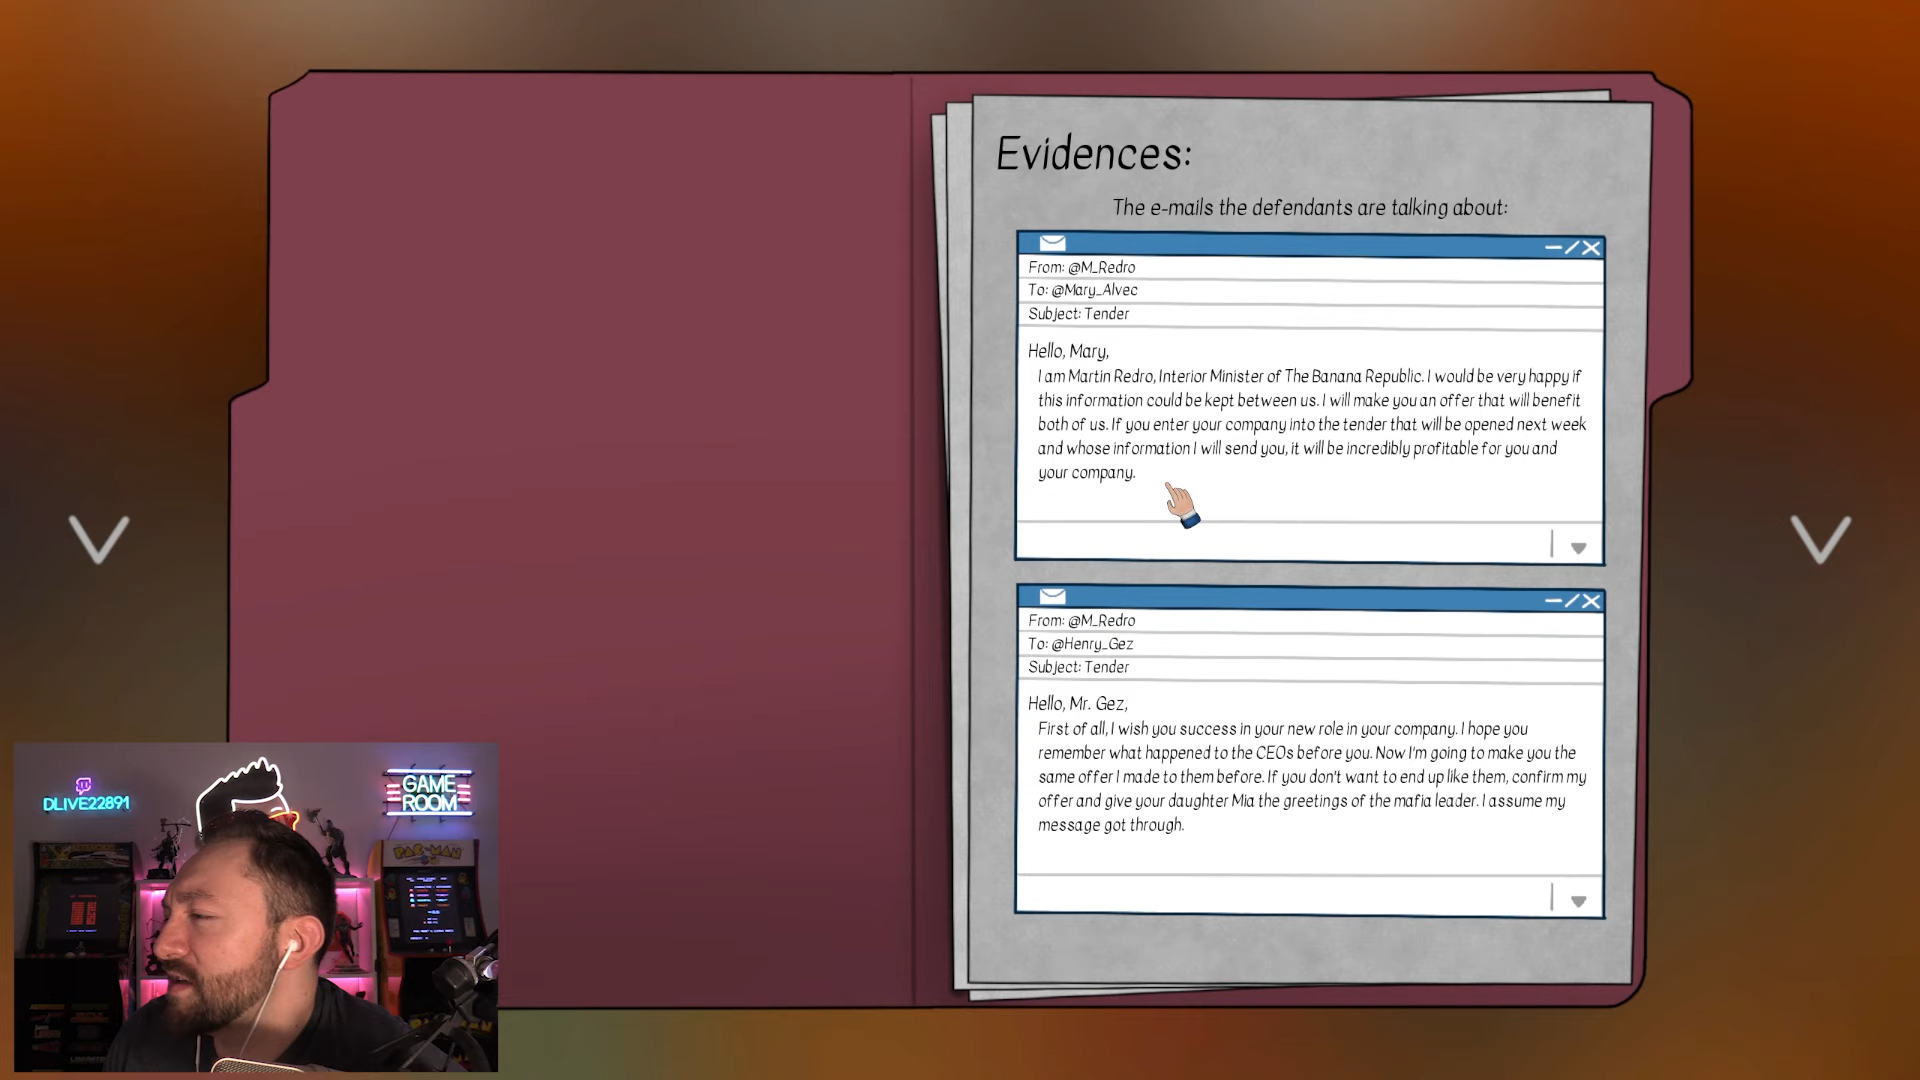 Evidences:
The e-mails the defendants are talking about:
From: @M_Redro
To: @Mary_Alvec
Subject: Tender
Hello, Mary,
I am Martin Redro, Interior Minister of The Banana Republic. I would be very happy if
this information could be kept between us. I will make you an offer that will benefit
both of us. If you enter your company into the tender that will be opened next week
and whose information I will send you, it will be incredibly profitable for you and
your company.
From: @M_Redro
To: @Henry_Gez
Subject: Tender
Hello, Mr. Gez,
First of all, I wish you success in your new role in your company. I hope you
remember what happened to the CEOs before you. Now I'm going to make you the
same offer I made to them before. If you don't want to end up like them, confirm my
offer and give your daughter Mia the greetings of the mafia leader. I assume my
message got through.
DLIVE22891
GAME
ROOM
PAC-MAN